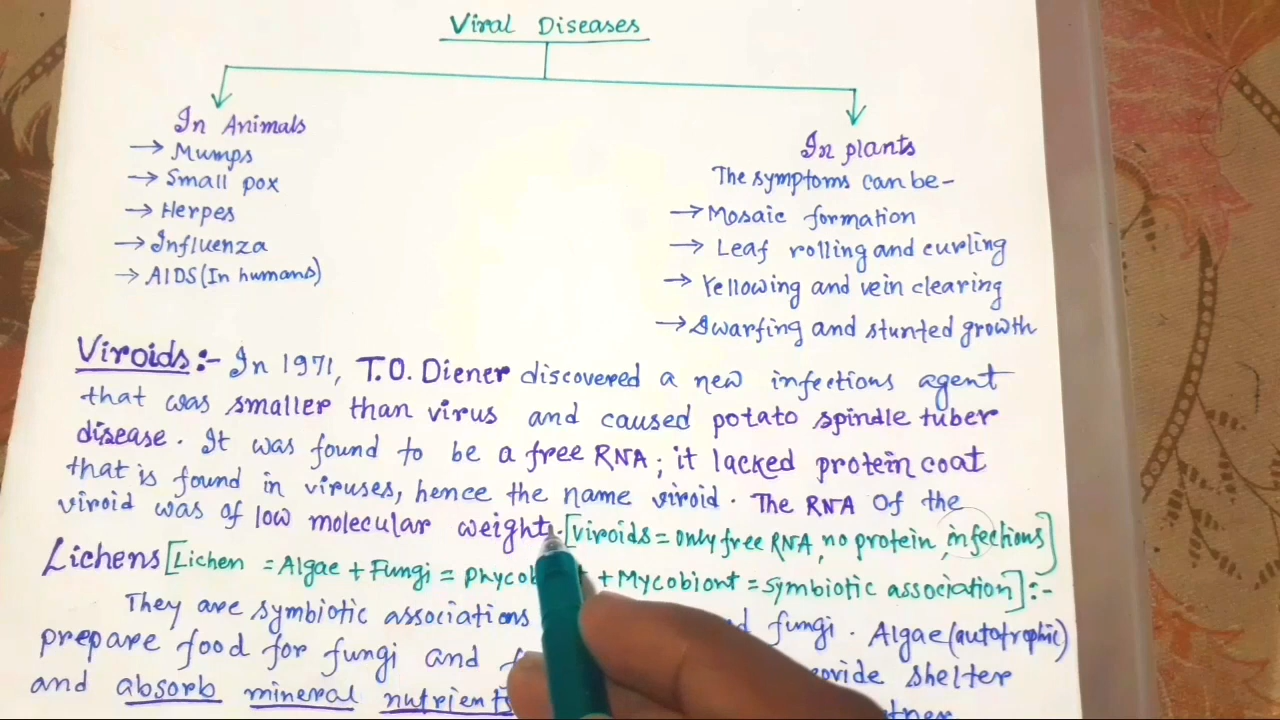 Viral Diseases
In Animals
→ Mumps
→ Small pox
→ Herpes
→ Influenza
→ AIDS (In humans)
In plants
The symptoms can be-
→ Mosaic formation
→ Leaf rolling and curling
→ Yellowing and vein clearing
→ Dwarfing and stunted growth
Viroids:- In 1971, T.O. Diener discovered a new infections agent
that was smaller than virus and caused potato spindle tuber
disease. It was found to be a free RNA; it lacked protein coat
that is found in viruses, hence the name viroid. The RNA of the
viroid was of low molecular weight. [Viroids = only free RNA, no protein, infections]
Lichens [Lichen = Algae + Fungi = Phycob t + Mycobiont = Symbiotic association]:-
They are symbiotic associations d fungi. Algae (autotrophic)
prepare food for fungi and ovide shelter
and absorb mineral nutrients tner